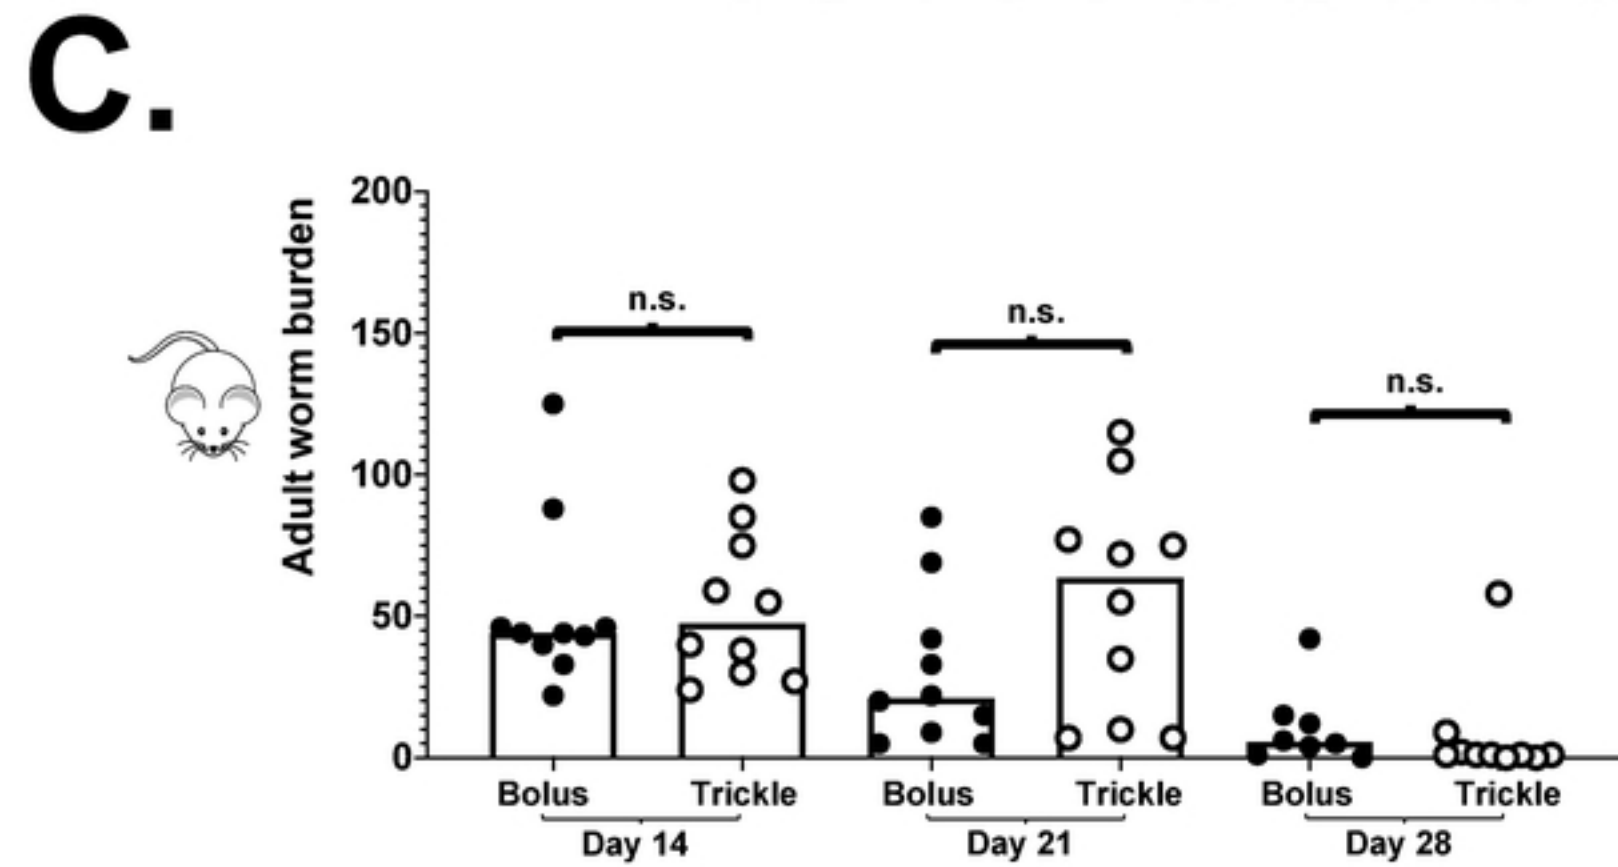 C.
Adult worm burden
200
150
100
50
0
n.s.
n.s.
n.s.
Bolus Trickle Bolus Trickle Bolus Trickle
Day 14 Day 21 Day 28